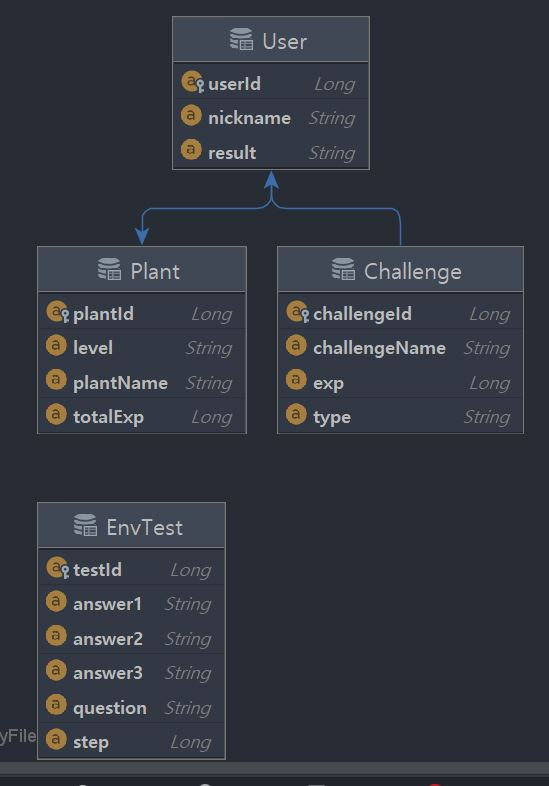 User
userId Long
nickname String
result String
Plant
plantId Long
level String
plantName String
totalExp Long
Challenge
challengeId Long
challengeName String
exp Long
type String
EnvTest
testId Long
answer1 String
answer2 String
answer3 String
question String
step Long
yFile